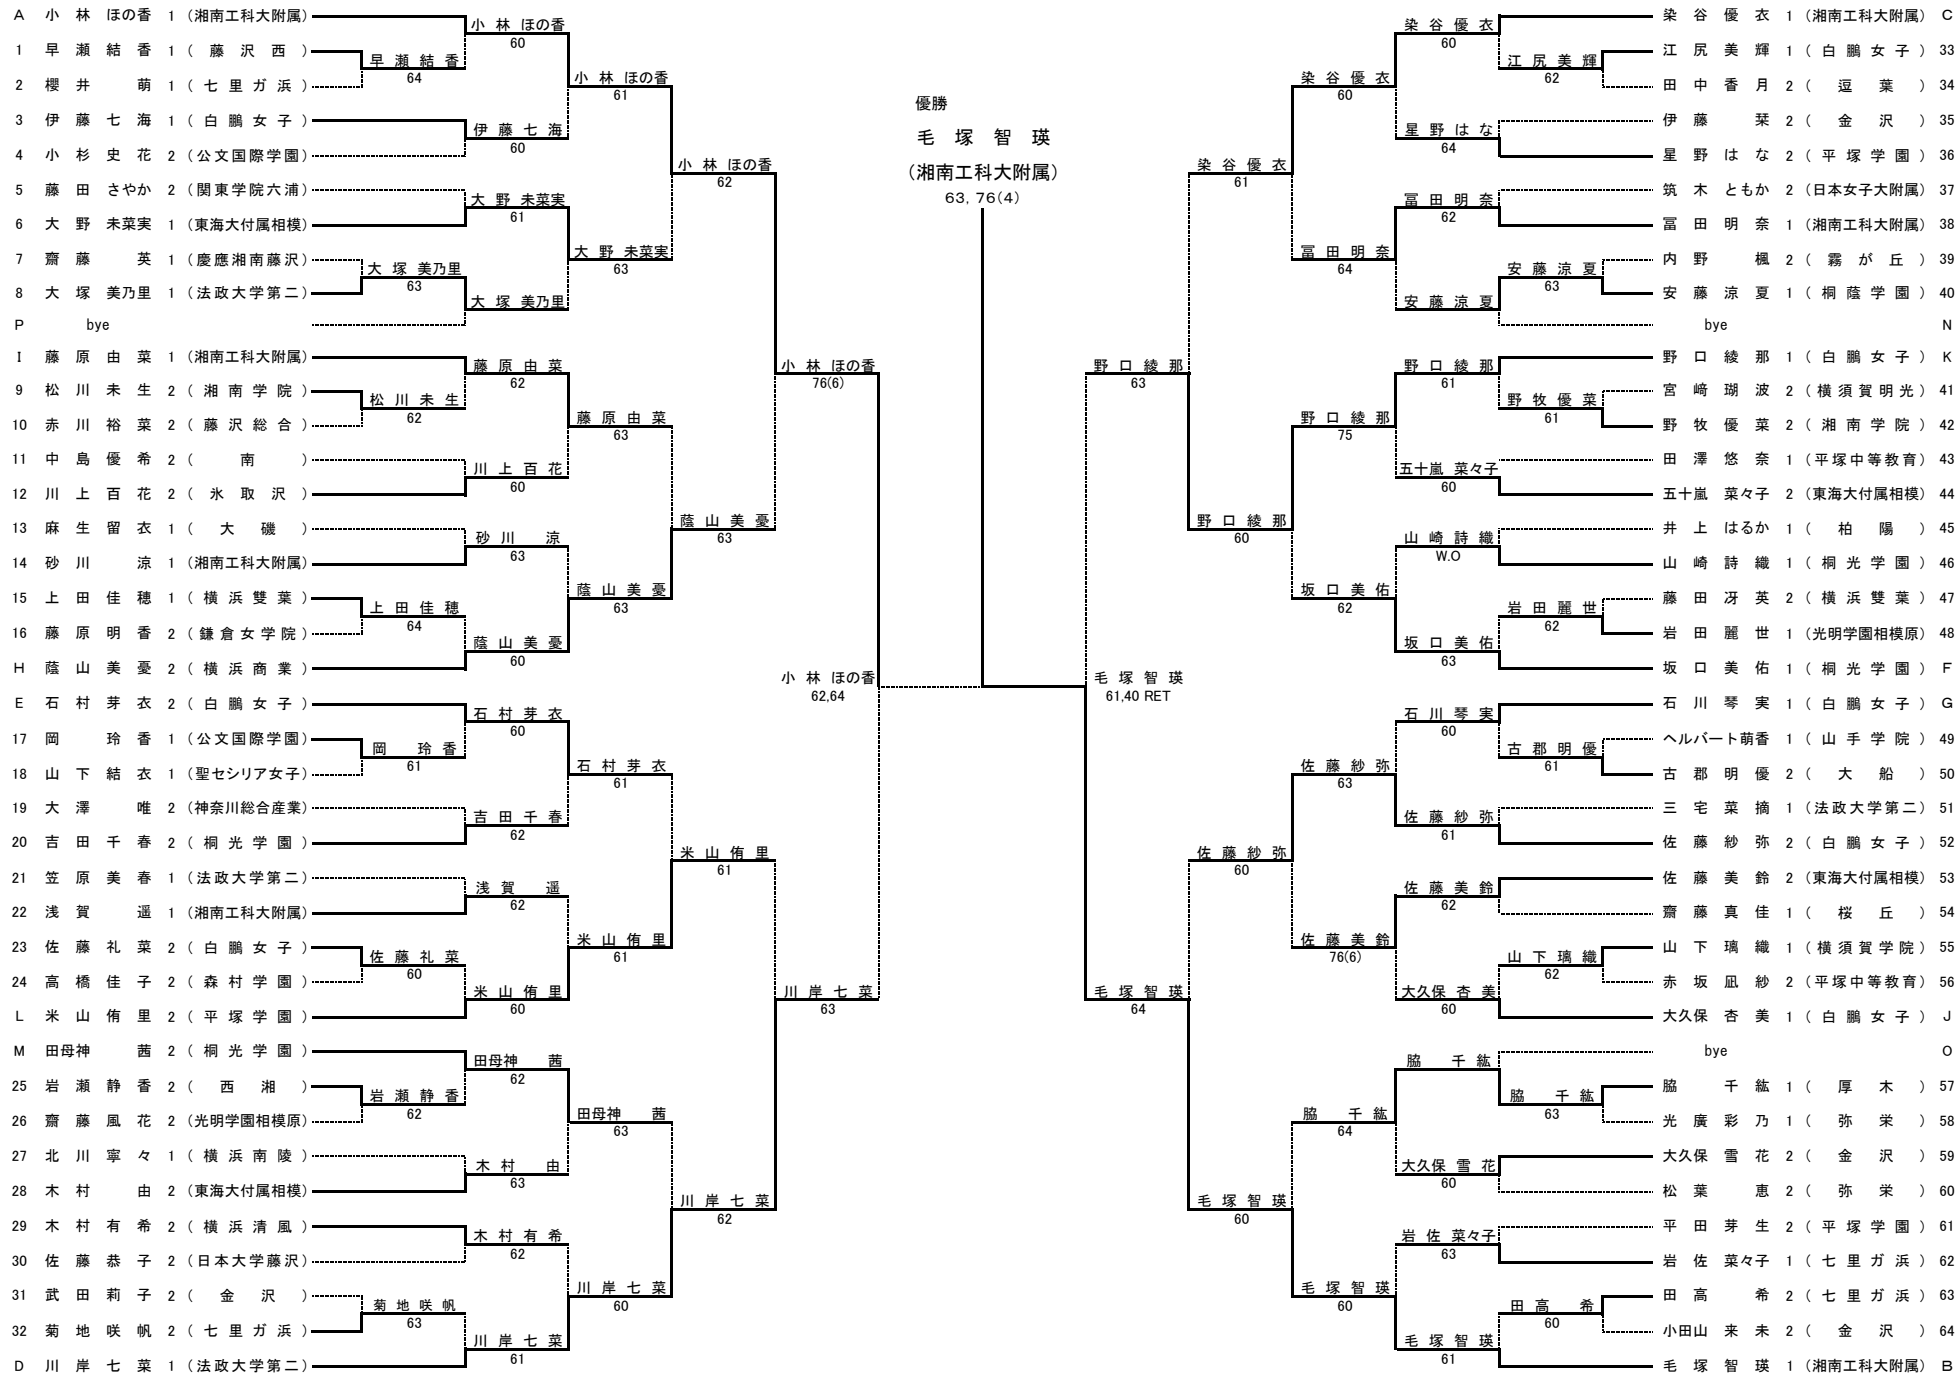 A 小林 ほの香 1 (湘南工科大附属)
1 早瀬結香 1 (藤沢西)
2 櫻井 萌 1 (七里ガ浜)
3 伊藤七海 1 (白鵬女子)
4 小杉史花 2 (公文国際学園)
5 藤田 さやか 2 (関東学院六浦)
6 大野 未菜実 1 (東海大付属相模)
7 齋藤 英 1 (慶應湘南藤沢)
8 大塚 美乃里 1 (法政大学第二)
P bye
I 藤原由菜 1 (湘南工科大附属)
9 松川未生 2 (湘南学院)
10 赤川裕菜 2 (藤沢総合)
11 中島優希 2 (南)
12 川上百花 2 (氷取沢)
13 麻生留衣 1 (大磯)
14 砂川 涼 1 (湘南工科大附属)
15 上田佳穂 1 (横浜雙葉)
16 藤原明香 2 (鎌倉女学院)
H 蔭山美憂 2 (横浜商業)
E 石村芽衣 2 (白鵬女子)
17 岡 玲香 1 (公文国際学園)
18 山下結衣 1 (聖セシリア女子)
19 大澤 唯 2 (神奈川総合産業)
20 吉田千春 2 (桐光学園)
21 笠原美春 1 (法政大学第二)
22 浅賀 遥 1 (湘南工科大附属)
23 佐藤礼菜 2 (白鵬女子)
24 高橋佳子 2 (森村学園)
L 米山侑里 2 (平塚学園)
M 田母神 茜 2 (桐光学園)
25 岩瀬静香 2 (西湘)
26 齋藤風花 2 (光明学園相模原)
27 北川寧々 1 (横浜南陵)
28 木村 由 2 (東海大付属相模)
29 木村有希 2 (横浜清風)
30 佐藤恭子 2 (日本大学藤沢)
31 武田莉子 2 (金沢)
32 菊地咲帆 2 (七里ガ浜)
D 川岸七菜 1 (法政大学第二)
早瀬結香
64
大塚 美乃里
63
松川未生
62
上田佳穂
64
岡 玲香
61
佐藤礼菜
60
岩瀬静香
62
菊地咲帆
63
小林 ほの香
60
伊藤七海
60
大野 未菜実
61
大塚 美乃里
藤原由菜
62
川上百花
60
砂川 涼
63
蔭山美憂
60
石村芽衣
60
吉田千春
62
浅賀 遥
62
米山侑里
60
田母神 茜
62
木村 由
63
木村有希
62
川岸七菜
61
小林 ほの香
61
大野 未菜実
63
藤原由菜
63
蔭山美憂
63
石村芽衣
61
米山侑里
61
田母神 茜
63
川岸七菜
60
小林 ほの香
62
蔭山美憂
63
米山侑里
61
川岸七菜
62
小林 ほの香
76(6)
川岸七菜
63
小林 ほの香
62,64
優勝
毛塚智瑛
(湘南工科大附属)
63, 76(4)
毛塚智瑛
61,40 RET
野口綾那
63
毛塚智瑛
64
染谷優衣
61
野口綾那
60
佐藤紗弥
60
毛塚智瑛
60
染谷優衣
60
冨田明奈
64
野口綾那
75
坂口美佑
62
佐藤紗弥
63
佐藤美鈴
76(6)
脇 千紘
64
毛塚智瑛
60
染谷優衣
60
星野はな
64
冨田明奈
62
安藤涼夏
野口綾那
61
五十嵐 菜々子
60
山崎詩織
W.O
坂口美佑
63
石川琴実
60
佐藤紗弥
61
佐藤美鈴
62
大久保 杏美
60
脇 千紘
大久保 雪花
60
岩佐 菜々子
63
毛塚智瑛
61
江尻美輝
62
安藤涼夏
63
野牧優菜
61
岩田麗世
62
古郡明優
61
山下璃織
62
脇 千紘
63
田高 希
60
染谷優衣 1 (湘南工科大附属) C
江尻美輝 1 (白鵬女子) 33
田中香月 2 (逗葉) 34
伊藤 栞 2 (金沢) 35
星野はな 2 (平塚学園) 36
筑木 ともか 2 (日本女子大附属) 37
冨田明奈 1 (湘南工科大附属) 38
内野 楓 2 (霧が丘) 39
安藤涼夏 1 (桐蔭学園) 40
bye N
野口綾那 1 (白鵬女子) K
宮﨑瑚波 2 (横須賀明光) 41
野牧優菜 2 (湘南学院) 42
田澤悠奈 1 (平塚中等教育) 43
五十嵐 菜々子 2 (東海大付属相模) 44
井上 はるか 1 (柏陽) 45
山崎詩織 1 (桐光学園) 46
藤田冴英 2 (横浜雙葉) 47
岩田麗世 1 (光明学園相模原) 48
坂口美佑 1 (桐光学園) F
石川琴実 1 (白鵬女子) G
ヘルバート萌香 1 (山手学院) 49
古郡明優 2 (大船) 50
三宅菜摘 1 (法政大学第二) 51
佐藤紗弥 2 (白鵬女子) 52
佐藤美鈴 2 (東海大付属相模) 53
齋藤真佳 1 (桜丘) 54
山下璃織 1 (横須賀学院) 55
赤坂凪紗 2 (平塚中等教育) 56
大久保 杏美 1 (白鵬女子) J
bye O
脇 千紘 1 (厚木) 57
光廣彩乃 1 (弥栄) 58
大久保 雪花 2 (金沢) 59
松葉 恵 2 (弥栄) 60
平田芽生 2 (平塚学園) 61
岩佐 菜々子 1 (七里ガ浜) 62
田高 希 2 (七里ガ浜) 63
小田山 来未 2 (金沢) 64
毛塚智瑛 1 (湘南工科大附属) B